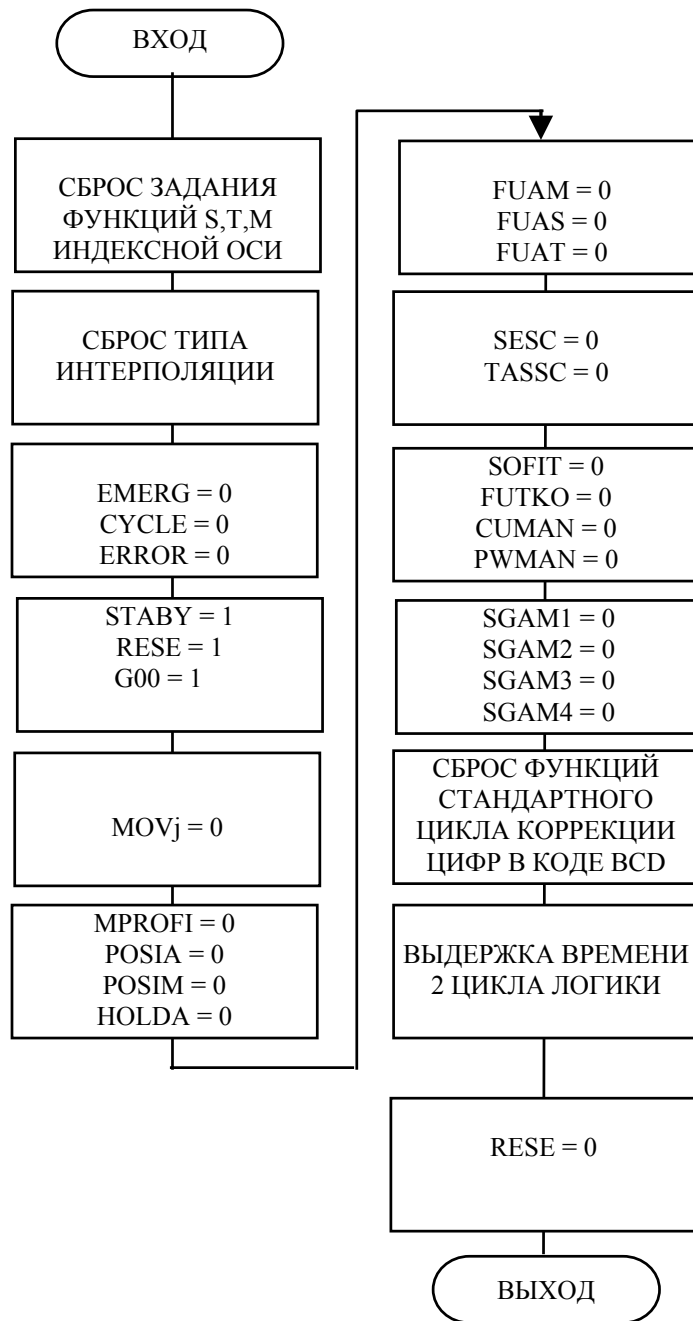 ВХОД
СБРОС ЗАДАНИЯ
ФУНКЦИЙ S,T,M
ИНДЕКСНОЙ ОСИ
СБРОС ТИПА
ИНТЕРПОЛЯЦИИ
EMERG = 0
CYCLE = 0
ERROR = 0
STABY = 1
RESE = 1
G00 = 1
MOVj = 0
MPROFI = 0
POSIA = 0
POSIM = 0
HOLDA = 0
FUAM = 0
FUAS = 0
FUAT = 0
SESC = 0
TASSC = 0
SOFIT = 0
FUTKO = 0
CUMAN = 0
PWMAN = 0
SGAM1 = 0
SGAM2 = 0
SGAM3 = 0
SGAM4 = 0
СБРОС ФУНКЦИЙ
СТАНДАРТНОГО
ЦИКЛА КОРРЕКЦИИ
ЦИФР В КОДЕ BCD
ВЫДЕРЖКА ВРЕМЕНИ
2 ЦИКЛА ЛОГИКИ
RESE = 0
ВЫХОД